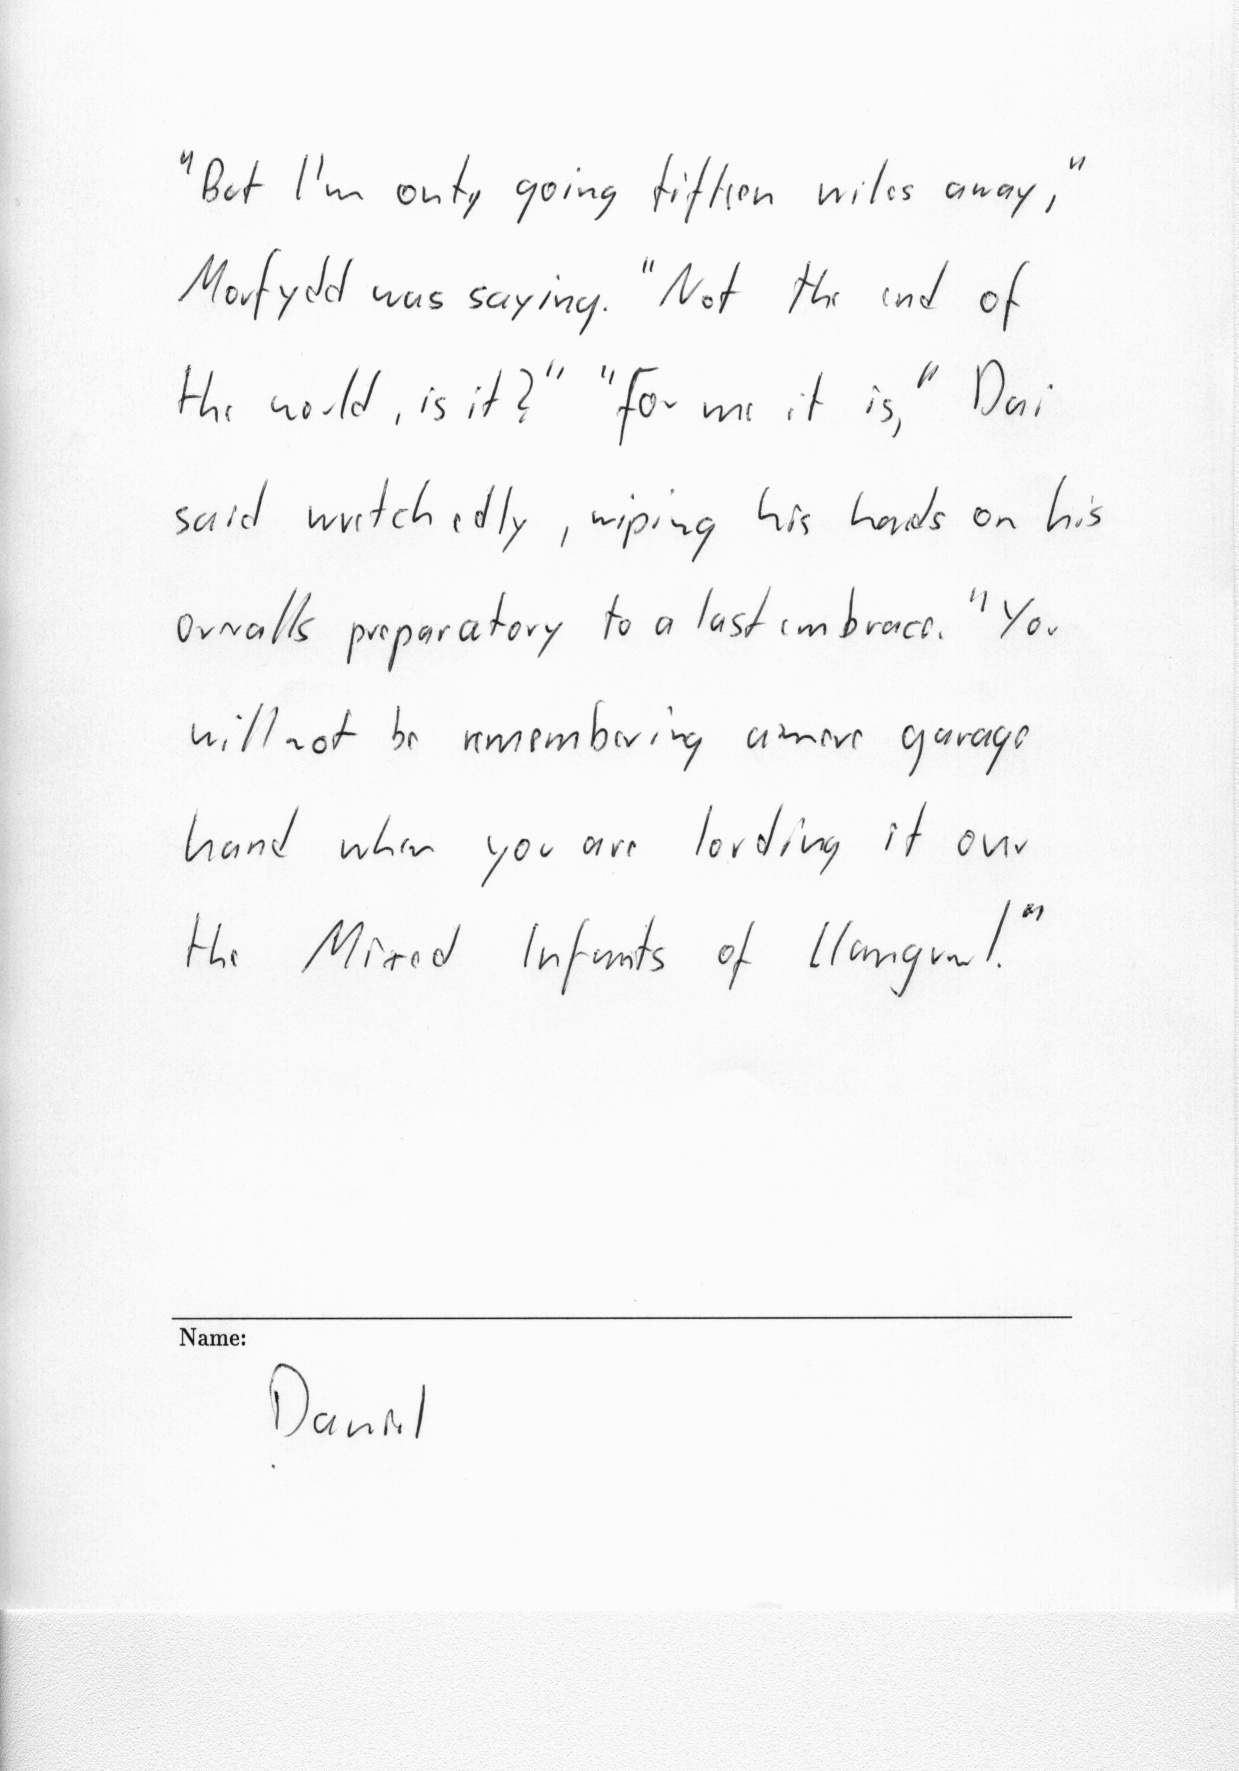 "But I'm only going fifteen miles away,"
Morfydd was saying. "Not the end of
the world, is it?" "For me it is," Dai
said wretchedly, wiping his hands on his
overalls preparatory to a last embrace. "You
will not be remembering a mere garage
hand when you are lording it over
the Mixed Infants of
Name:
Daniel